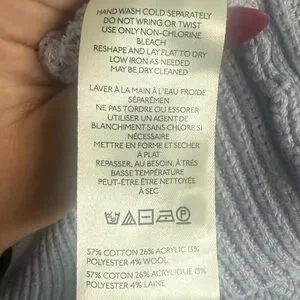 HAND WASH COLD SEPARATELY
DO NOT WRING OR TWIST
USE ONLY NON-CHLORINE
BLEACH
RESHAPE AND LAY FLAT TO DRY
LOW IRON AS NEEDED
MAY BE DRY CLEANED
LAVER À LA MAIN À L'EAU FROIDE
SÉPARÉMEN
NE PAS TORDRE OU ESSORER
UTILISER UN AGENT DE
BLANCHIMENT SANS CHLORE SI
NÉCESSAIRE
METTRE EN FORME ET SECHER
À PLAT
REPASSER, AU BESOIN, À TRÈS
BASSE TEMPÉRATURE
PEUT-ÊTRE ÊTRE NETTOYÉE
À SEC
P
57% COTTON 26% ACRYLIC 13%
POLYESTER 4% WOOL
57% COTON 26% ACRYLIQUE 13%
POLYESTER 4% LAINE